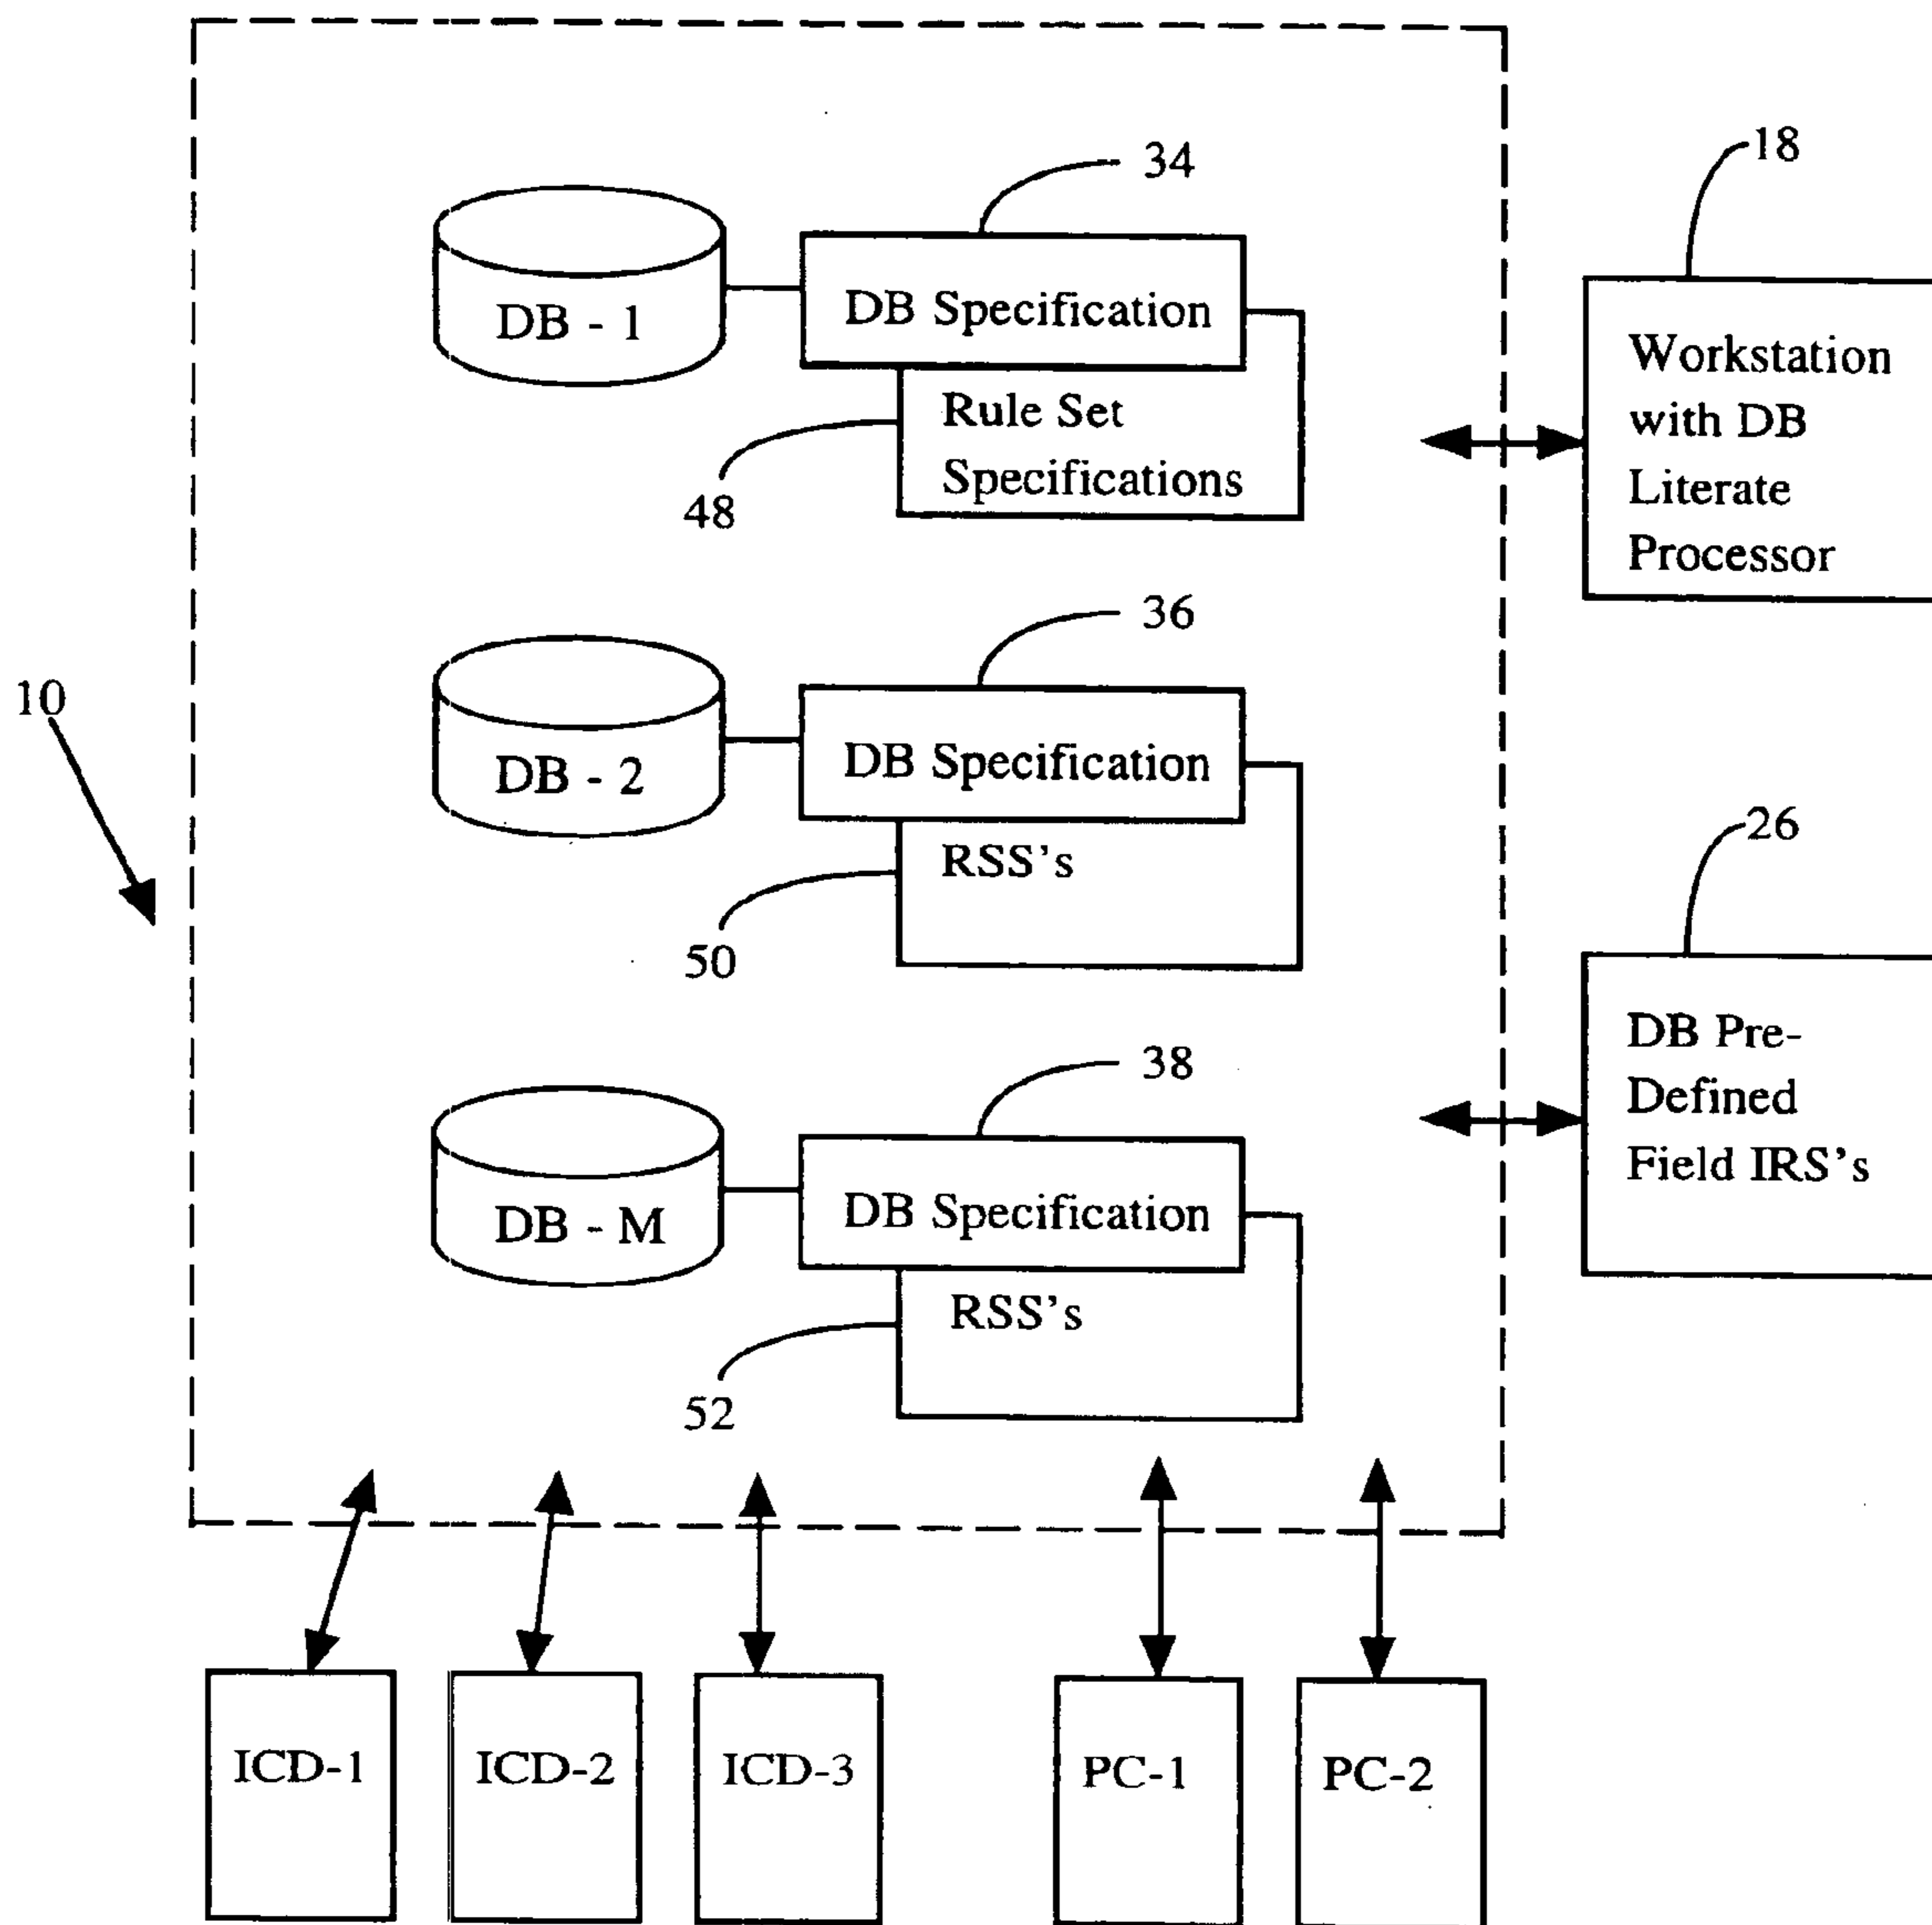 18
34
DB - 1
DB Specification
Rule Set
Specifications
48
Workstation
with DB
Literate
Processor
10
36
DB - 2
DB Specification
RSS's
50
26
DB Pre-
Defined
Field IRS's
38
DB - M
DB Specification
RSS's
52
ICD-1
ICD-2
ICD-3
PC-1
PC-2